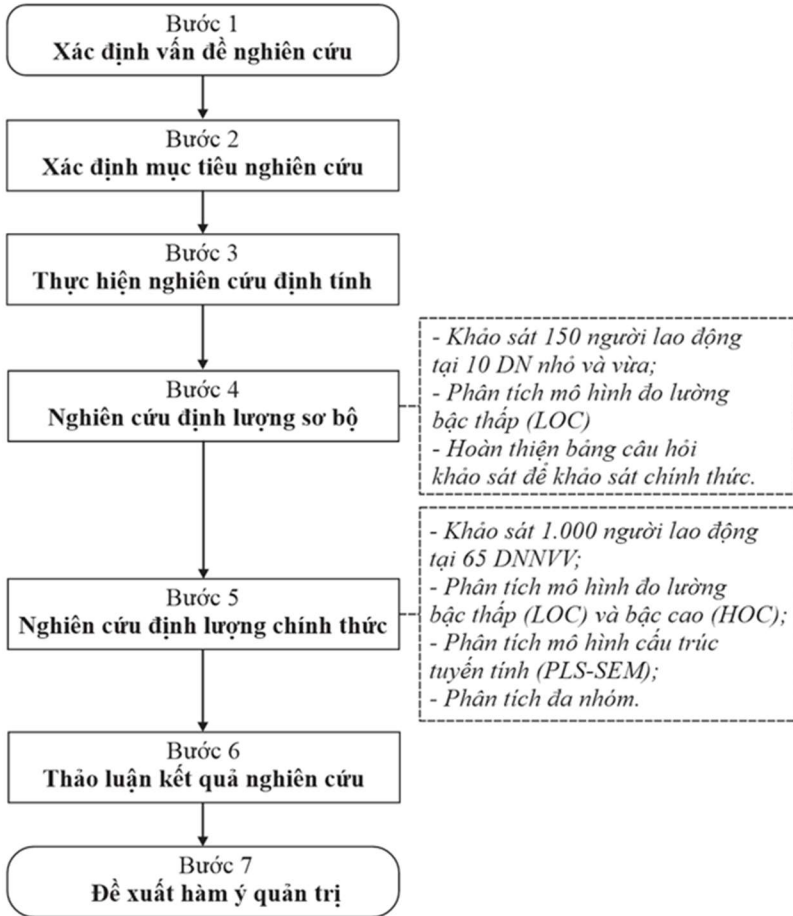 Bước 1
Xác định vấn đề nghiên cứu
Bước 2
Xác định mục tiêu nghiên cứu
Bước 3
Thực hiện nghiên cứu định tính
Bước 4
Nghiên cứu định lượng sơ bộ
- Khảo sát 150 người lao động
tại 10 DN nhỏ và vừa;
- Phân tích mô hình đo lường
bậc thấp (LOC)
- Hoàn thiện bảng câu hỏi
khảo sát để khảo sát chính thức.
Bước 5
Nghiên cứu định lượng chính thức
- Khảo sát 1.000 người lao động
tại 65 DNNVV;
- Phân tích mô hình đo lường
bậc thấp (LOC) và bậc cao (HOC);
- Phân tích mô hình cấu trúc
tuyến tính (PLS-SEM);
- Phân tích đa nhóm.
Bước 6
Thảo luận kết quả nghiên cứu
Bước 7
Đề xuất hàm ý quản trị